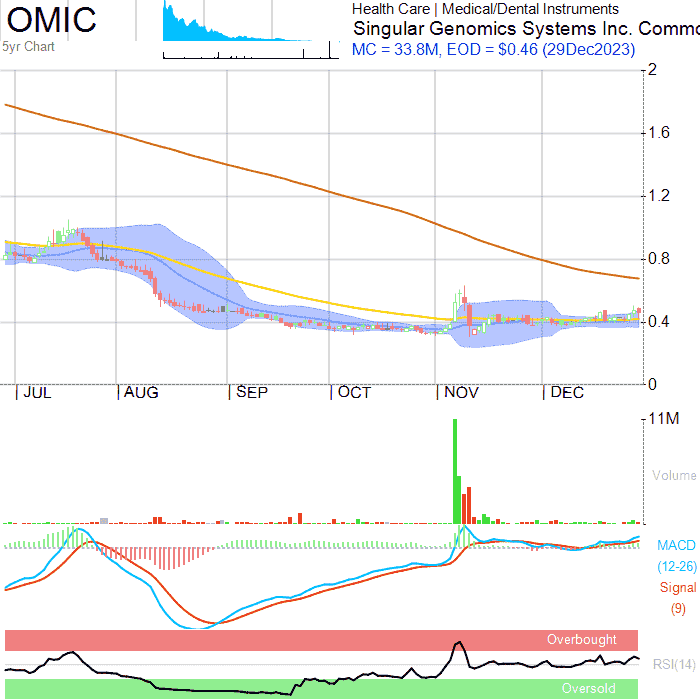 OMIC
5yr Chart
Health Care | Medical/Dental Instruments
Singular Genomics Systems Inc. Commo
MC = 33.8M, EOD = $0.46 (29Dec2023)
2
1.6
1.2
0.8
0.4
0
JUL AUG SEP OCT NOV DEC
11M
Volume
MACD
(12-26)
Signal
(9)
Overbought
RSI(14)
Oversold